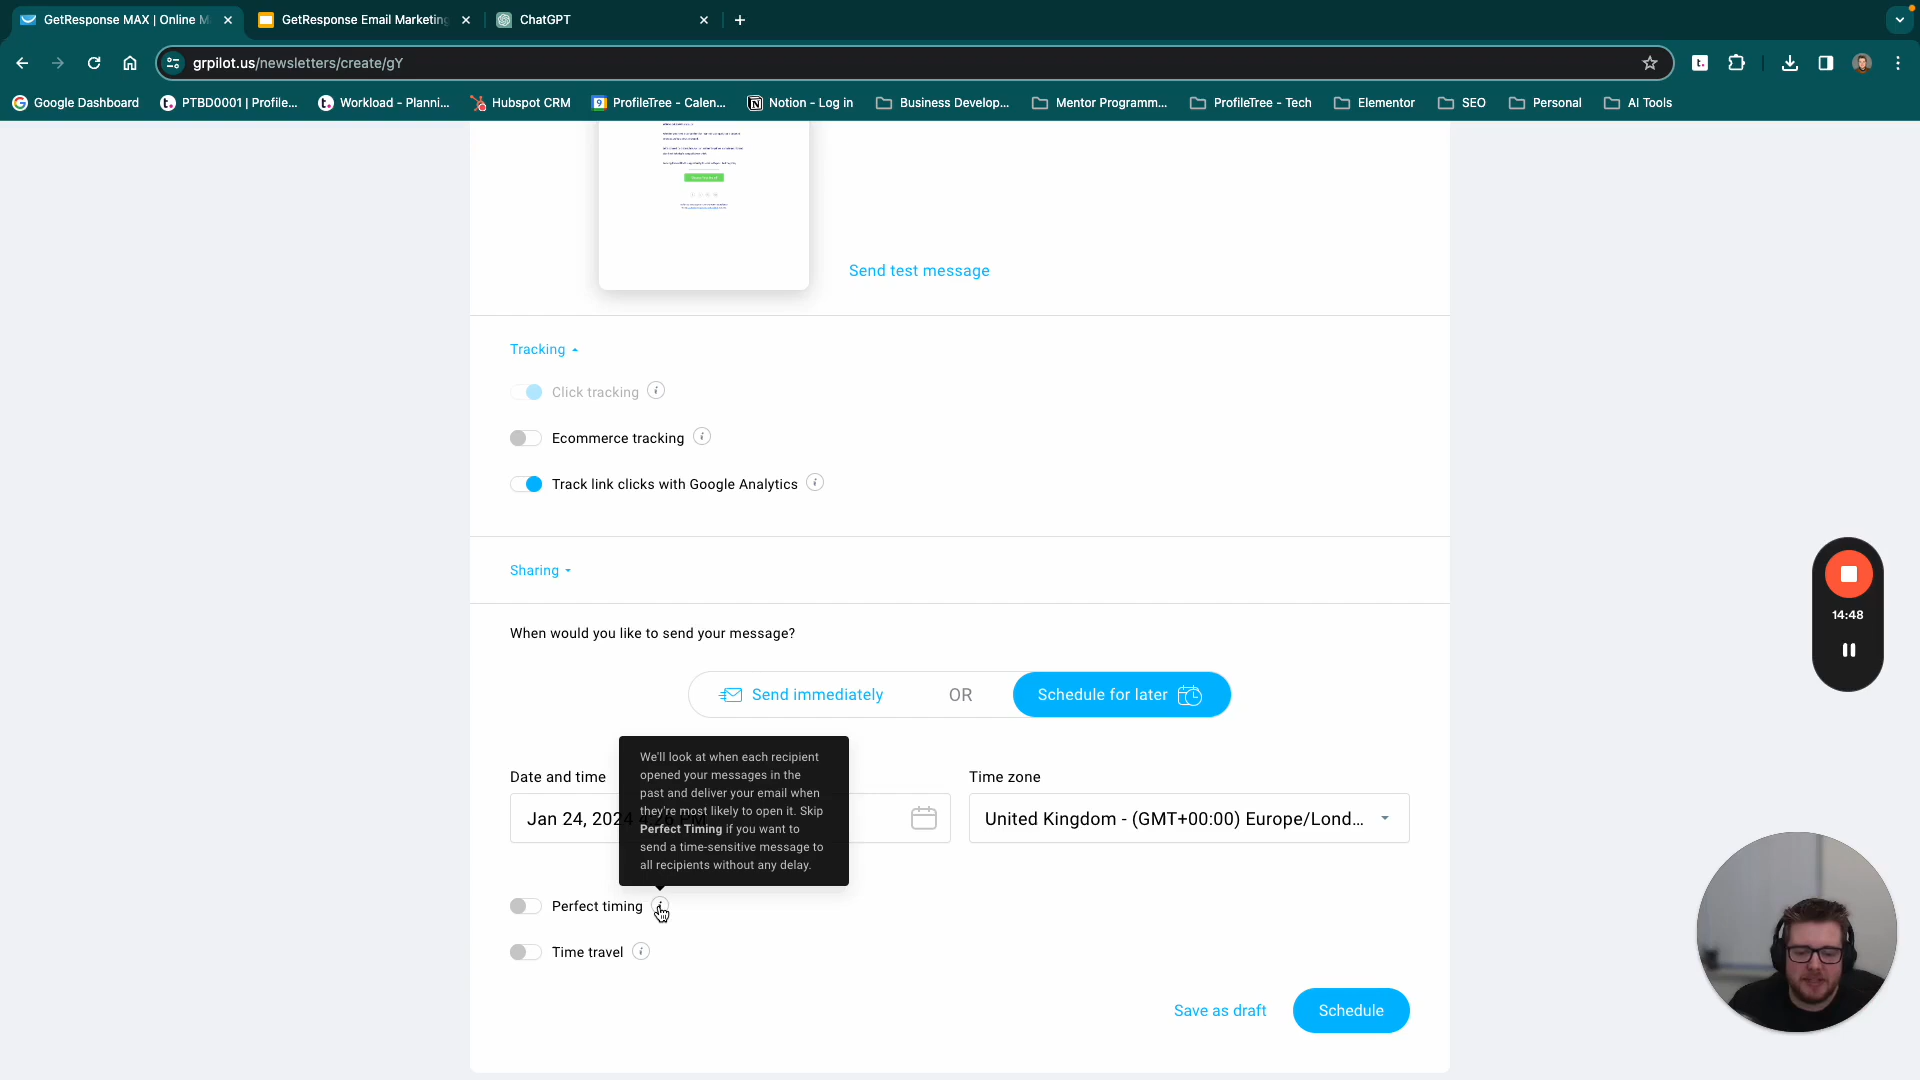 GetResponse MAX | Online M
GetResponse Email Marketing
ChatGPT
grpilot.us/newsletters/create/gY
Google Dashboard
PTBD0001 | Profile...
Workload - Planni...
Hubspot CRM
ProfileTree - Calen...
Notion - Log in
Business Develop...
Mentor Programm...
ProfileTree - Tech
Elementor
SEO
Personal
AI Tools
Send test message
Tracking
Click tracking
Ecommerce tracking
Track link clicks with Google Analytics
Sharing
When would you like to send your message?
Send immediately OR Schedule for later
We'll look at when each recipient
opened your messages in the
past and deliver your email when
they're most likely to open it. Skip
Perfect Timing if you want to
send a time-sensitive message to
all recipients without any delay.
Date and time
Jan 24, 2024 4:26 PM
Time zone
United Kingdom - (GMT+00:00) Europe/Lond...
Perfect timing
Time travel
Save as draft
Schedule
14:48